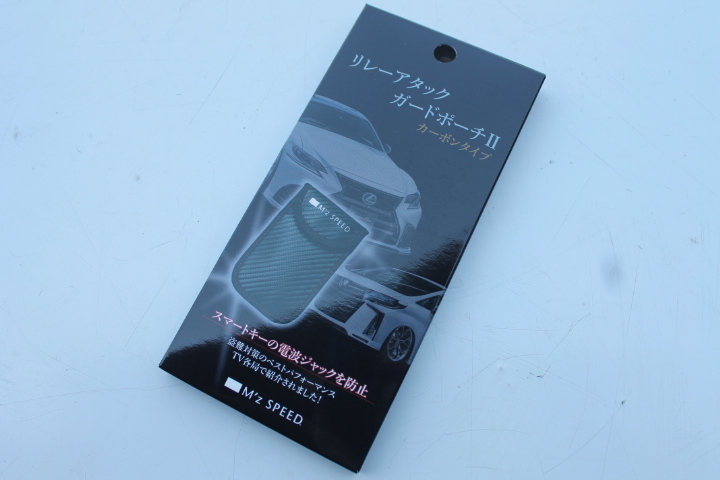 リレーアタック
ガードポーチII
カーボンタイプ
M'z SPEED
スマートキーの電波ジャックを防止
盗難対策のベストパフォーマンス
TV各局で紹介されました!
M'z SPEED